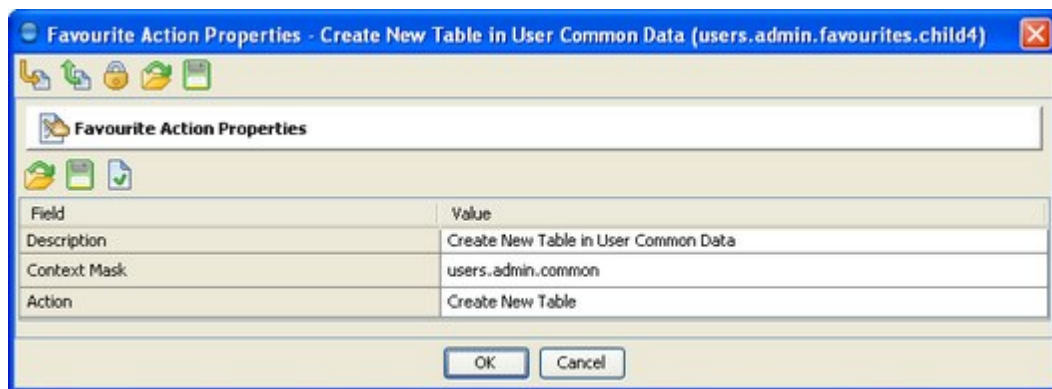 Favourite Action Properties - Create New Table in User Common Data (users.admin.favourites.child4)
Favourite Action Properties
Field Value
Description Create New Table in User Common Data
Context Mask users.admin.common
Action Create New Table
OK Cancel